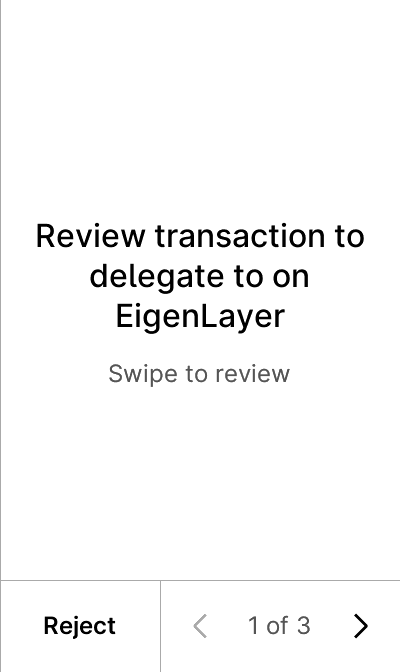 Review transaction to
delegate to on
EigenLayer
Swipe to review
Reject
1 of 3